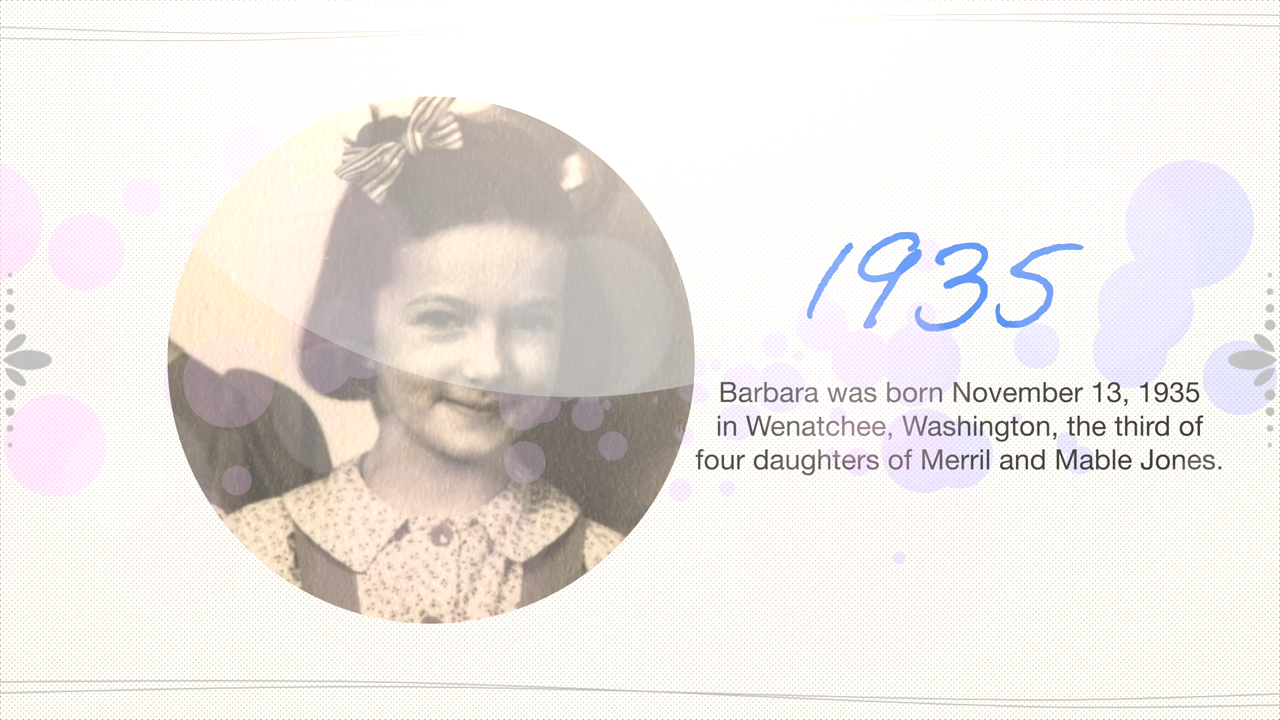 1935
Barbara was born November 13, 1935
in Wenatchee, Washington, the third of
four daughters of Merril and Mable Jones.